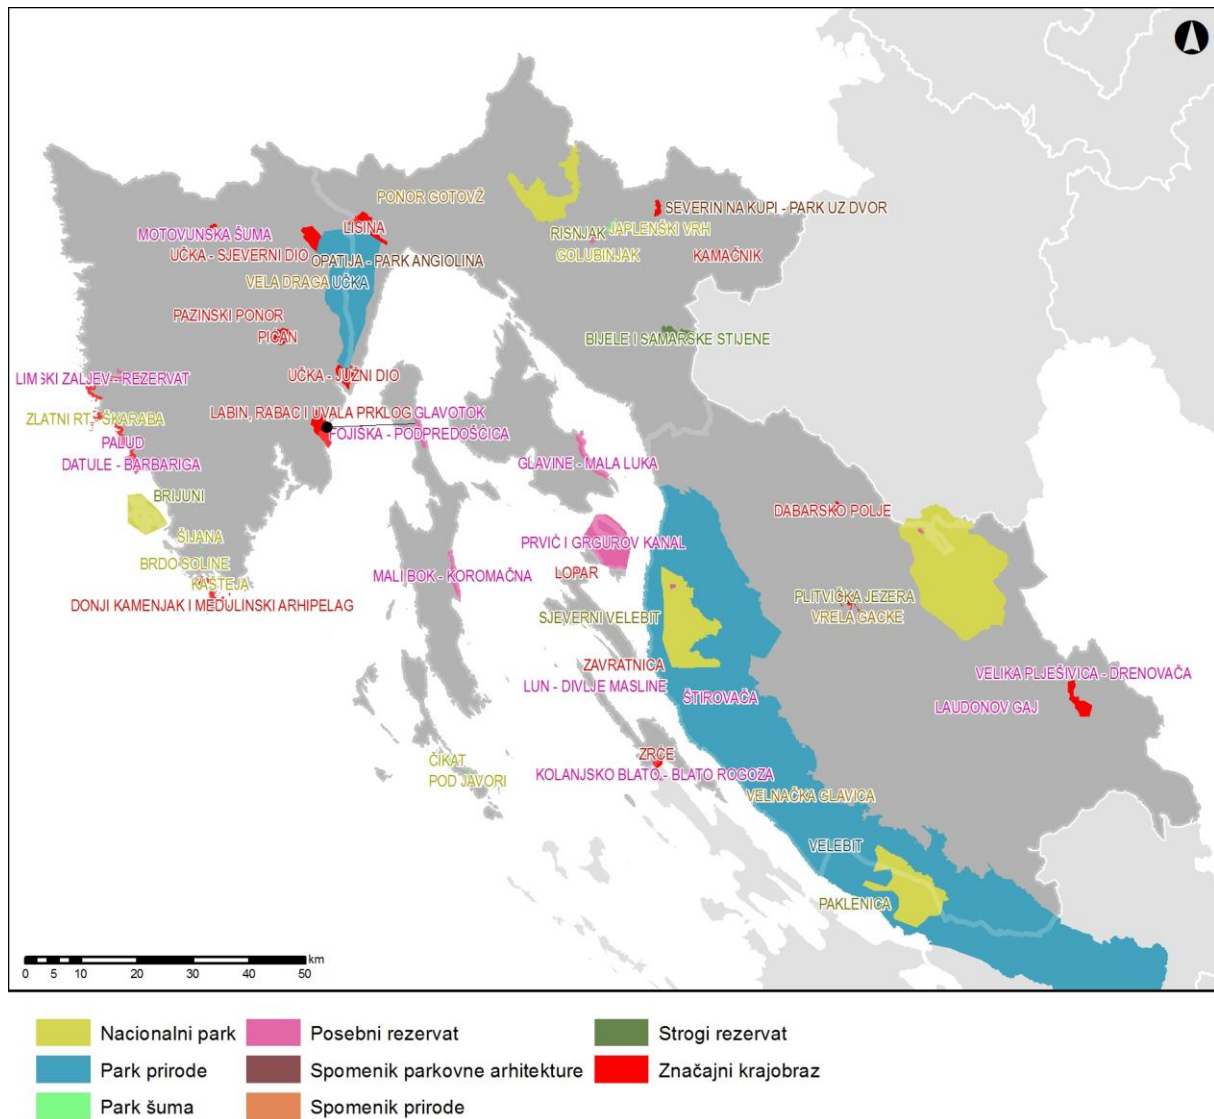 PONOR GOTOVŽ
SEVERIN NA KUPI - PARK UZ DVOR
LISINA
JAPLENŠKI VRH
MOTOVUNSKA ŠUMA
RISNJAK
UČKA - SJEVERNI DIO
GOLUBINJAK
KAMAČNIK
OPATIJA - PARK ANGIOLINA
VELA DRAGA UČKA
PAZINSKI PONOR
PIĆAN
BIJELE I SAMARSKE STIJENE
LIMSKI ZALJEV - REZERVAT
UČKA - JUŽNI DIO
ZLATNI RT - ŠKARABA
LABIN, RABAC I UVALA PRKLOG
GLAVOTOK
FOJIŠKA - PODPREDOŠĆICA
PALUD
DATULE - BARBARIGA
GLAVINE - MALA LUKA
BRIJUNI
DABARSKO POLJE
ŠIJANA
PRVIĆ I GRGUROV KANAL
BRDO SOLINE
LOPAR
MALI BOK - KOROMAČNA
KAŠTEJA
PLITVIČKA JEZERA
DONJI KAMENJAK I MEDULINSKI ARHIPELAG
SJEVERNI VELEBIT
VRELA GACKE
ZAVRATNICA
VELIKA PLJEŠIVICA - DRENOVAČA
LUN - DIVLJE MASLINE
ŠTIROVAČA
LAUDONOV GAJ
ZRĆE
ČIKAT
KOLANJSKO BLATO - BLATO ROGOZA
POD JAVORI
VELNAČKA GLAVICA
VELEBIT
PAKLENICA
km
0 5 10 20 30 40 50
Nacionalni park
Posebni rezervat
Strogi rezervat
Park prirode
Spomenik parkovne arhitekture
Značajni krajobraz
Park šuma
Spomenik prirode